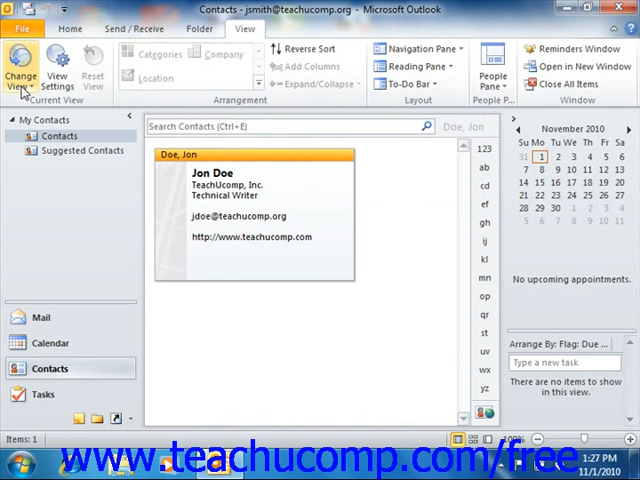 Contacts - jsmith@teachucomp.org - Microsoft Outlook
File Home Send / Receive Folder View
Change View
View Settings
Reset View
Current View
Categories Company
Location
Reverse Sort
Add Columns
Expand/Collapse
Arrangement
Navigation Pane
Reading Pane
To-Do Bar
Layout
People Pane
People P...
Reminders Window
Open in New Window
Close All Items
Window
My Contacts
Contacts
Suggested Contacts
Mail
Calendar
Contacts
Tasks
Search Contacts (Ctrl+E)
Doe, Jon
Doe, Jon
Jon Doe
TeachUcomp, Inc.
Technical Writer
jdoe@teachucomp.org
http://www.teachucomp.com
123
ab
cd
ef
gh
ij
kl
mn
op
qr
st
uv
wx
yz
November 2010
Su Mo Tu We Th Fr Sa
31 1 2 3 4 5 6
7 8 9 10 11 12 13
14 15 16 17 18 19 20
21 22 23 24 25 26 27
28 29 30 1 2 3 4
5 6 7 8 9 10 11
No upcoming appointments.
Arrange By: Flag: Due ...
Type a new task
There are no items to show
in this view.
Items: 1
100%
www.teachucomp.com/free
1:27 PM
11/1/2010